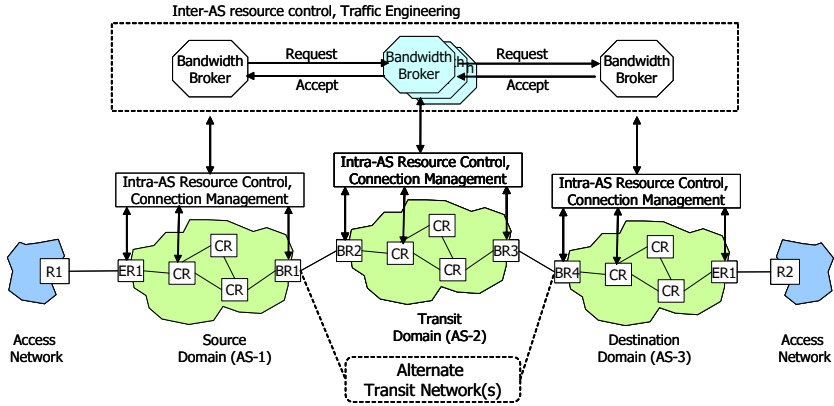 Inter-AS resource control, Traffic Engineering
Bandwidth
Broker
Request
Accept
Bandwidth
Broker
h
n
Request
Accept
Bandwidth
Broker
Intra-AS Resource Control,
Connection Management
Intra-AS Resource Control,
Connection Management
Intra-AS Resource Control,
Connection Management
R1
ER1
CR
CR
CR
BR1
BR2
CR
CR
CR
BR3
BR4
CR
CR
CR
ER1
R2
Access
Network
Source
Domain (AS-1)
Transit
Domain (AS-2)
Destination
Domain (AS-3)
Access
Network
Alternate
Transit Network(s)